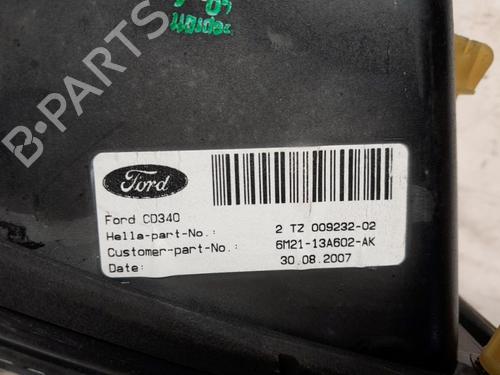 B-PARTS
Ford
Ford CD340
Hella-part-No.: 2 TZ 009232-02
Customer-part-No.: 6M21-13A602-AK
Date: 30.08.2007